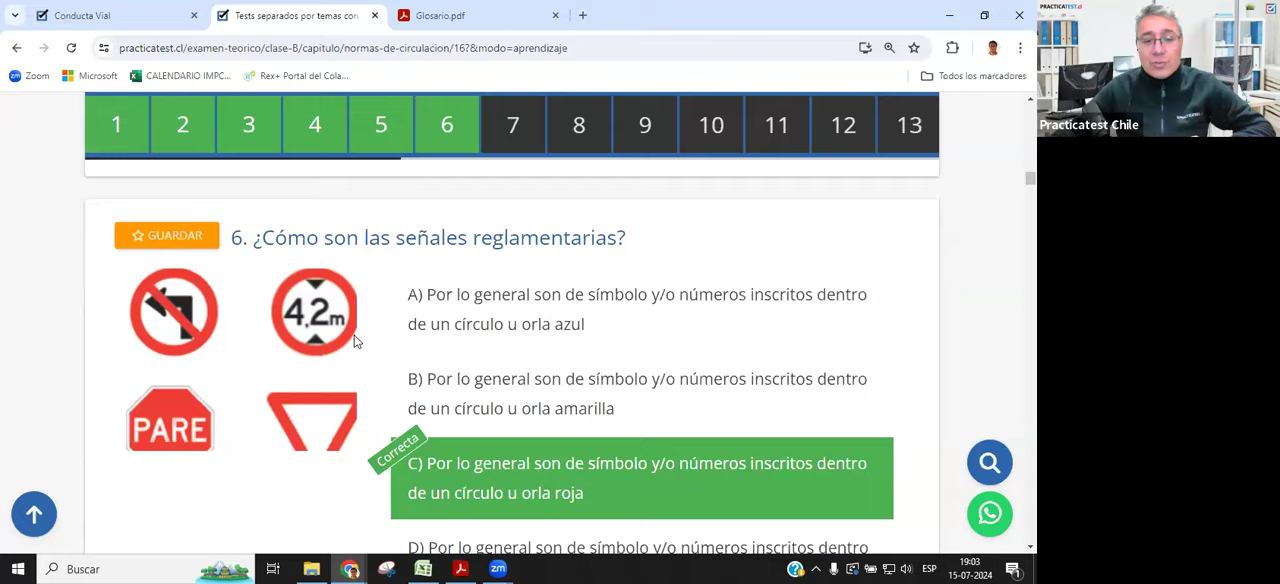 Conducta Vial
Tests separados por temas con
Glosario.pdf
practicatest.cl/examen-teorico/clase-B/capitulo/normas-de-circulacion/16?&modo=aprendizaje
Zoom
Microsoft
CALENDARIO IMPC...
Rex+ Portal del Cola...
Todos los marcadores
PRACTICATEST.cl
Practicatest Chile
1 2 3 4 5 6 7 8 9 10 11 12 13
GUARDAR
6. ¿Cómo son las señales reglamentarias?
4,2m
PARE
A) Por lo general son de símbolo y/o números inscritos dentro
de un círculo u orla azul
B) Por lo general son de símbolo y/o números inscritos dentro
de un círculo u orla amarilla
Correcta
C) Por lo general son de símbolo y/o números inscritos dentro
de un círculo u orla roja
D) Por lo general son de símbolo y/o números inscritos dentro
Buscar
zm
ESP
19:03
15-07-2024